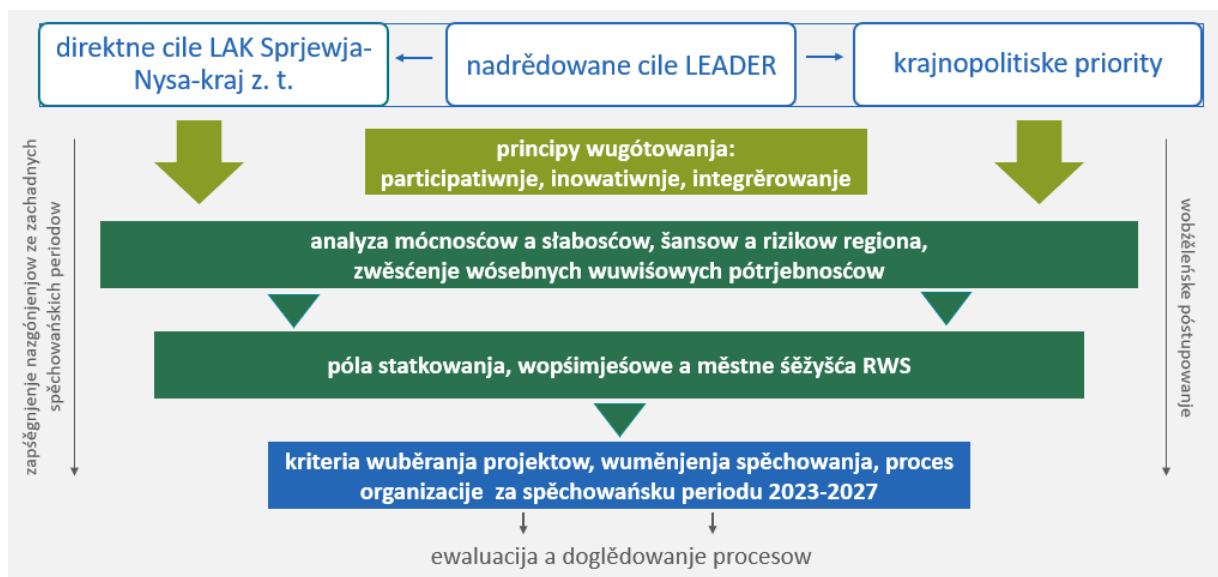 direktne cile LAK Sprjewja-
Nysa-kraj z. t.
nadrědowane cile LEADER
krajnopolitiske priority
principy wugótowanja:
participatiwnje, inowatiwnje, integrěrowanje
analyza mócnosćow a słabosćow, šansow a rizikow regiona,
zwěsćenje wósebnych wuwiśowych pótrjebnosćow
póla statkowanja, wopśimjeśowe a městne śěžyšća RWS
kriteria wuběranja projektow, wuměnjenja spěchowanja, proces
organizacije za spěchowańsku periodu 2023-2027
ewaluacija a doglědowanje procesow
zapśěgnjenje nazgónjenjow ze zachadnych
spěchowańskich periodow
wobźěleńske póstupowanje